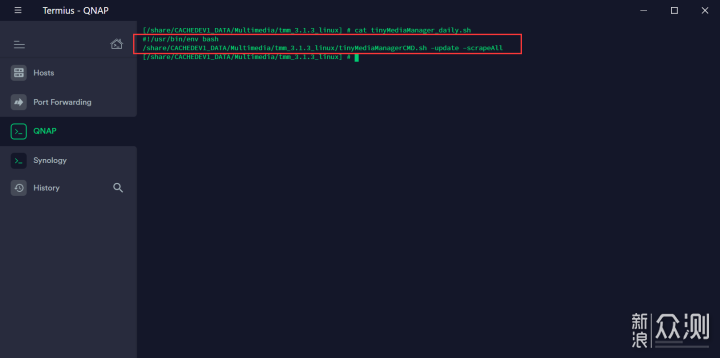 Termius - QNAP
Hosts
Port Forwarding
QNAP
Synology
History
[/share/CACHEDEV1_DATA/Multimedia/tmm_3.1.3_linux] # cat tinyMediaManager_daily.sh
#!/usr/bin/env bash
/share/CACHEDEV1_DATA/Multimedia/tmm_3.1.3_linux/tinyMediaManagerCMD.sh -update -scrapeAll
[/share/CACHEDEV1_DATA/Multimedia/tmm_3.1.3_linux] #
新浪
众测